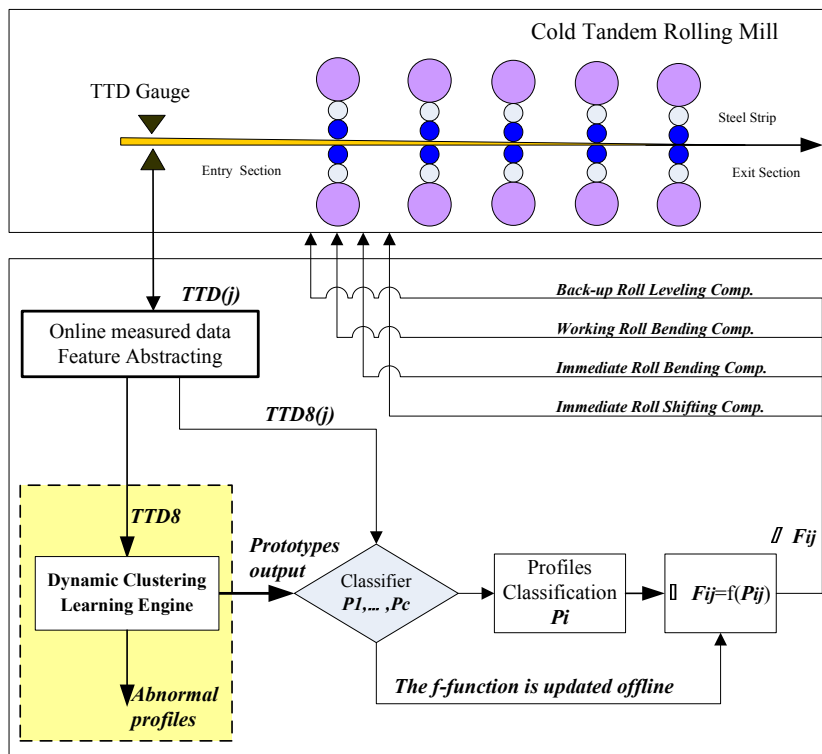 Cold Tandem Rolling Mill
TTD Gauge
Steel Strip
Entry Section
Exit Section
TTD(j)
Back-up Roll Leveling Comp.
Online measured data
Feature Abstracting
Working Roll Bending Comp.
Immediate Roll Bending Comp.
TTD8(j)
Immediate Roll Shifting Comp.
TTD8
Prototypes
output
Fij
Dynamic Clustering
Learning Engine
Classifier
P1,... ,Pc
Profiles
Classification
Pi
Fij=f(Pij)
The f-function is updated offline
Abnormal
profiles